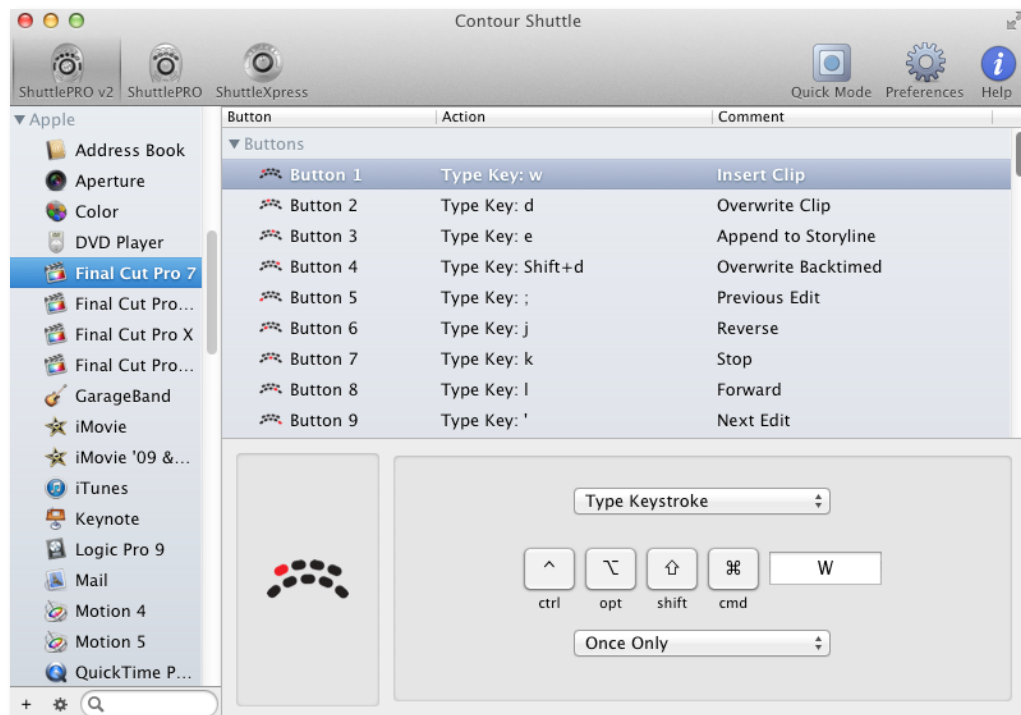 Contour Shuttle
ShuttlePRO v2 ShuttlePRO ShuttleXpress Quick Mode Preferences Help
Apple
Address Book
Aperture
Color
DVD Player
Final Cut Pro 7
Final Cut Pro...
Final Cut Pro X
Final Cut Pro...
GarageBand
iMovie
iMovie '09 &...
iTunes
Keynote
Logic Pro 9
Mail
Motion 4
Motion 5
QuickTime P...
Button Action Comment
Buttons
Button 1 Type Key: w Insert Clip
Button 2 Type Key: d Overwrite Clip
Button 3 Type Key: e Append to Storyline
Button 4 Type Key: Shift+d Overwrite Backtimed
Button 5 Type Key: ; Previous Edit
Button 6 Type Key: j Reverse
Button 7 Type Key: k Stop
Button 8 Type Key: l Forward
Button 9 Type Key: ' Next Edit
Type Keystroke
^ ⌥ ⇧ ⌘ W
ctrl opt shift cmd
Once Only